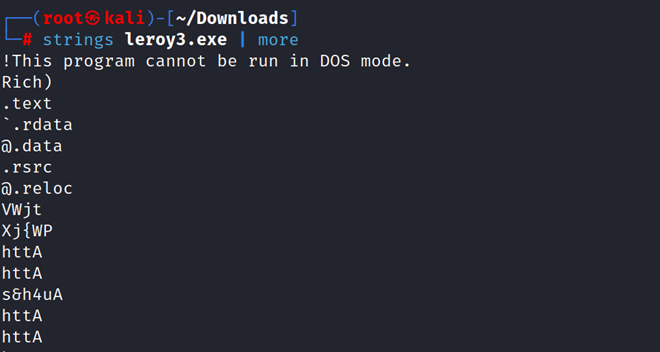 ┌──(root㉿kali)-[~/Downloads]
└─# strings leroy3.exe | more
!This program cannot be run in DOS mode.
Rich)
.text
`.rdata
@.data
.rsrc
@.reloc
VWjt
Xj{WP
httA
httA
s&h4uA
httA
httA